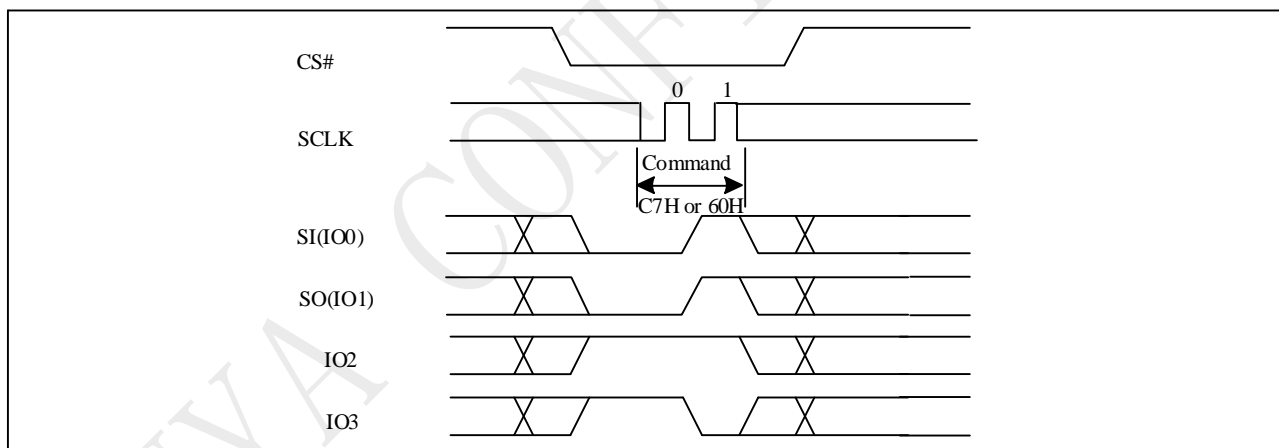 CS#
0 1
SCLK
Command
C7H or 60H
SI(IO0)
SO(IO1)
IO2
IO3